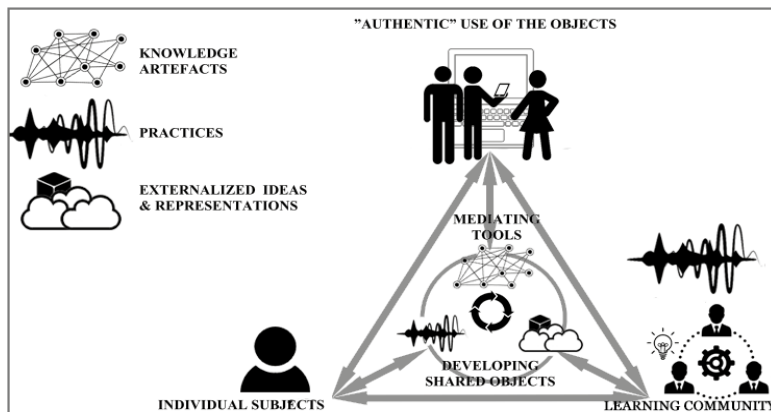 ”AUTHENTIC” USE OF THE OBJECTS
KNOWLEDGE
ARTEFACTS
PRACTICES
EXTERNALIZED IDEAS
& REPRESENTATIONS
MEDIATING
TOOLS
DEVELOPING
SHARED OBJECTS
INDIVIDUAL SUBJECTS
LEARNING COMMUNITY